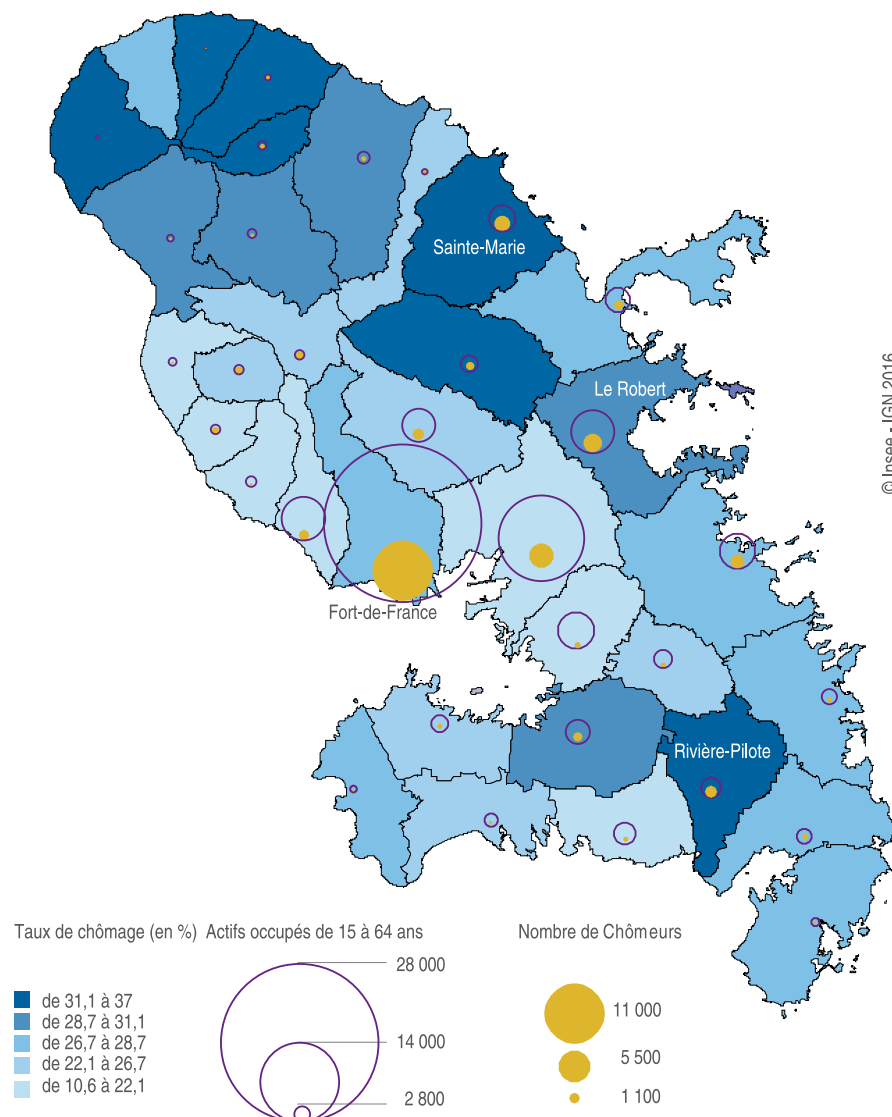 Sainte-Marie
Le Robert
© Insee - IGN 2016
Fort-de-France
Rivière-Pilote
Taux de chômage (en %)
de 31,1 à 37
de 28,7 à 31,1
de 26,7 à 28,7
de 22,1 à 26,7
de 10,6 à 22,1
Actifs occupés de 15 à 64 ans
28 000
14 000
2 800
Nombre de Chômeurs
11 000
5 500
1 100